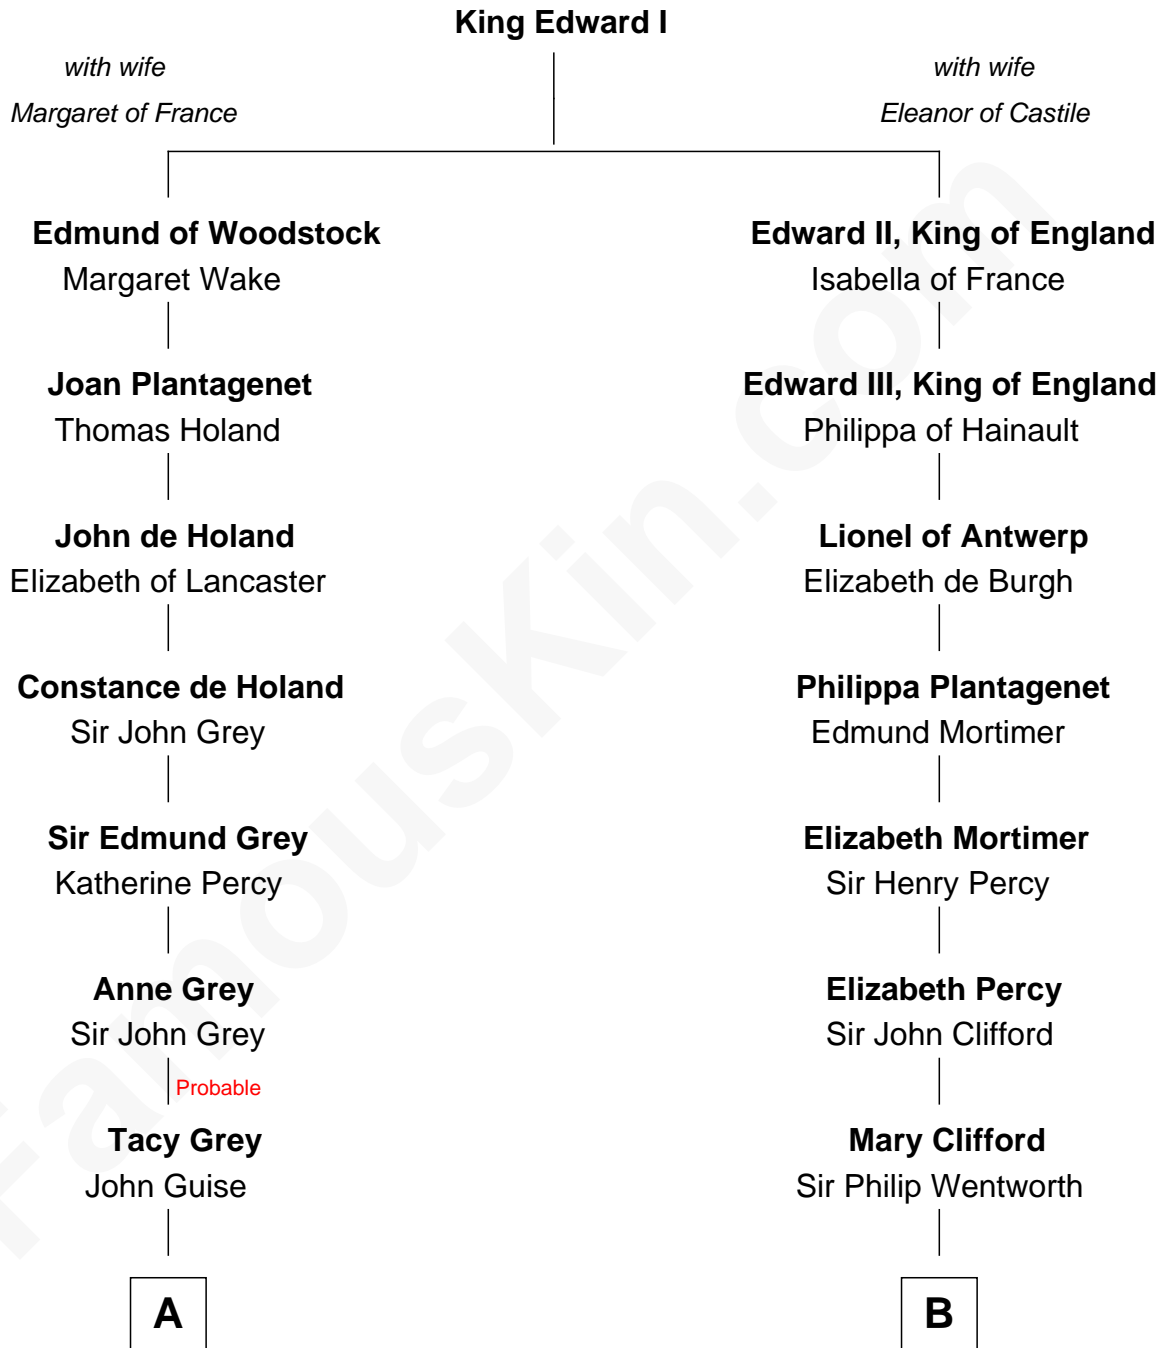 King Edward I
with wife
Margaret of France
with wife
Eleanor of Castile
Edmund of Woodstock
Margaret Wake
Edward II, King of England
Isabella of France
Joan Plantagenet
Thomas Holand
Edward III, King of England
Philippa of Hainault
John de Holand
Elizabeth of Lancaster
Lionel of Antwerp
Elizabeth de Burgh
Constance de Holand
Sir John Grey
Philippa Plantagenet
Edmund Mortimer
Sir Edmund Grey
Katherine Percy
Elizabeth Mortimer
Sir Henry Percy
Anne Grey
Sir John Grey
Probable
Elizabeth Percy
Sir John Clifford
Tacy Grey
John Guise
Mary Clifford
Sir Philip Wentworth
A
B
FamousKin.com